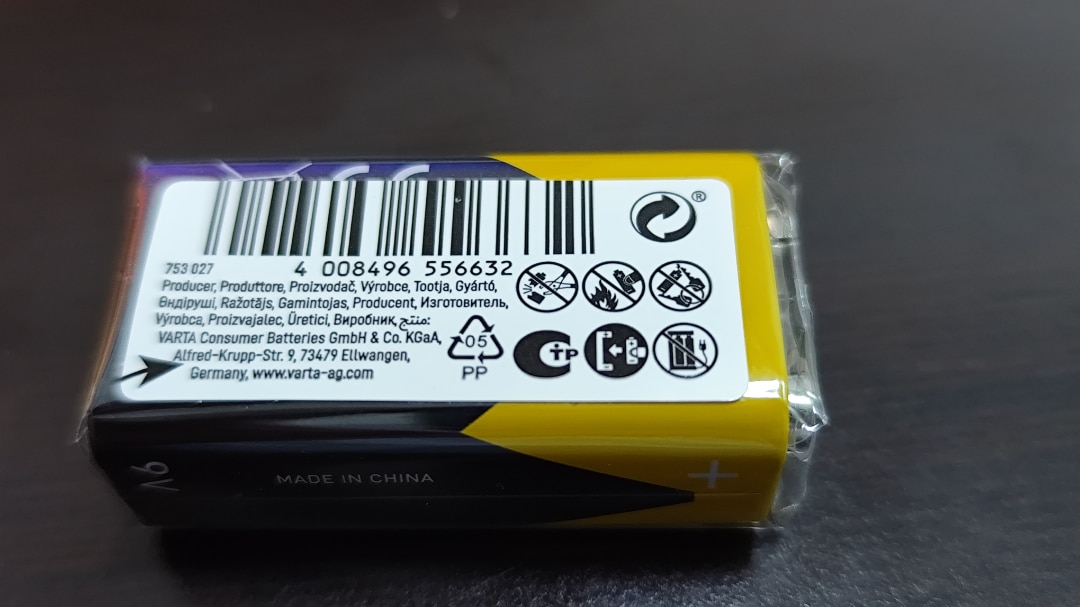 ®
753 027
4 008496 556632
Producer, Produttore, Proizvođač, Výrobce, Tootja, Gyártó,
Өндіруші, Ražotājs, Gamintojas, Producent, Изготовитель,
Výrobca, Proizvajalec, Üretici, Виробник, منتج:
VARTA Consumer Batteries GmbH & Co. KGaA,
Alfred-Krupp-Str. 9, 73479 Ellwangen,
Germany, www.varta-ag.com
05
PP
CTP
9V
MADE IN CHINA
+